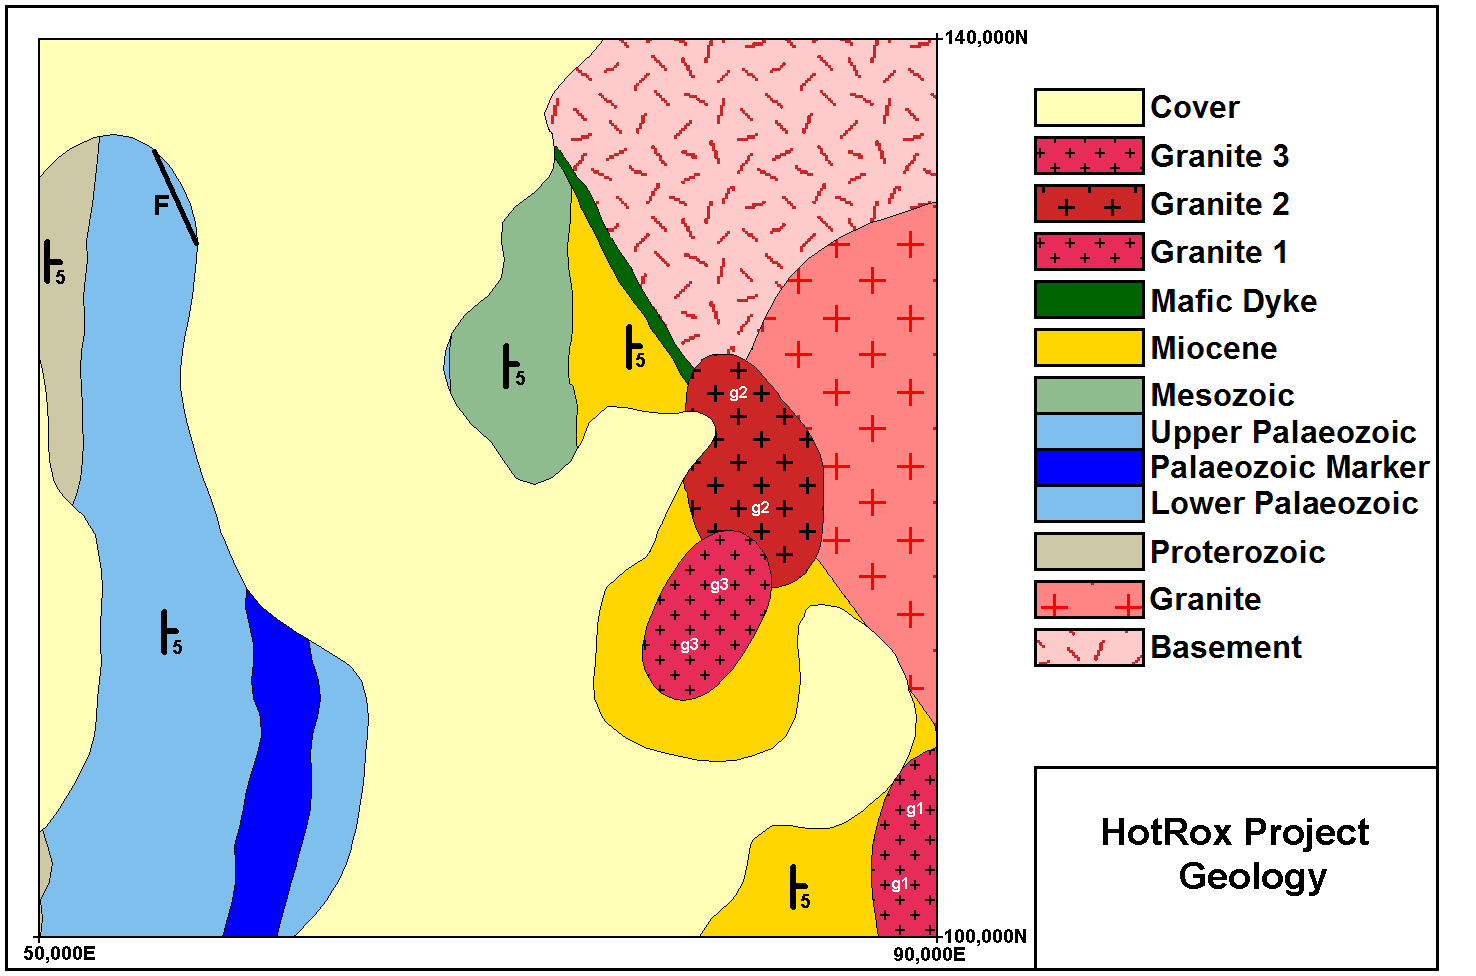 140,000N
Cover
Granite 3
F
Granite 2
Granite 1
5
Mafic Dyke
5
Miocene
5
g2
Mesozoic
Upper Palaeozoic
Palaeozoic Marker
g2
Lower Palaeozoic
Proterozoic
g3
Granite
5
g3
Basement
g1
HotRox Project
Geology
g1
5
100,000N
50,000E
90,000E